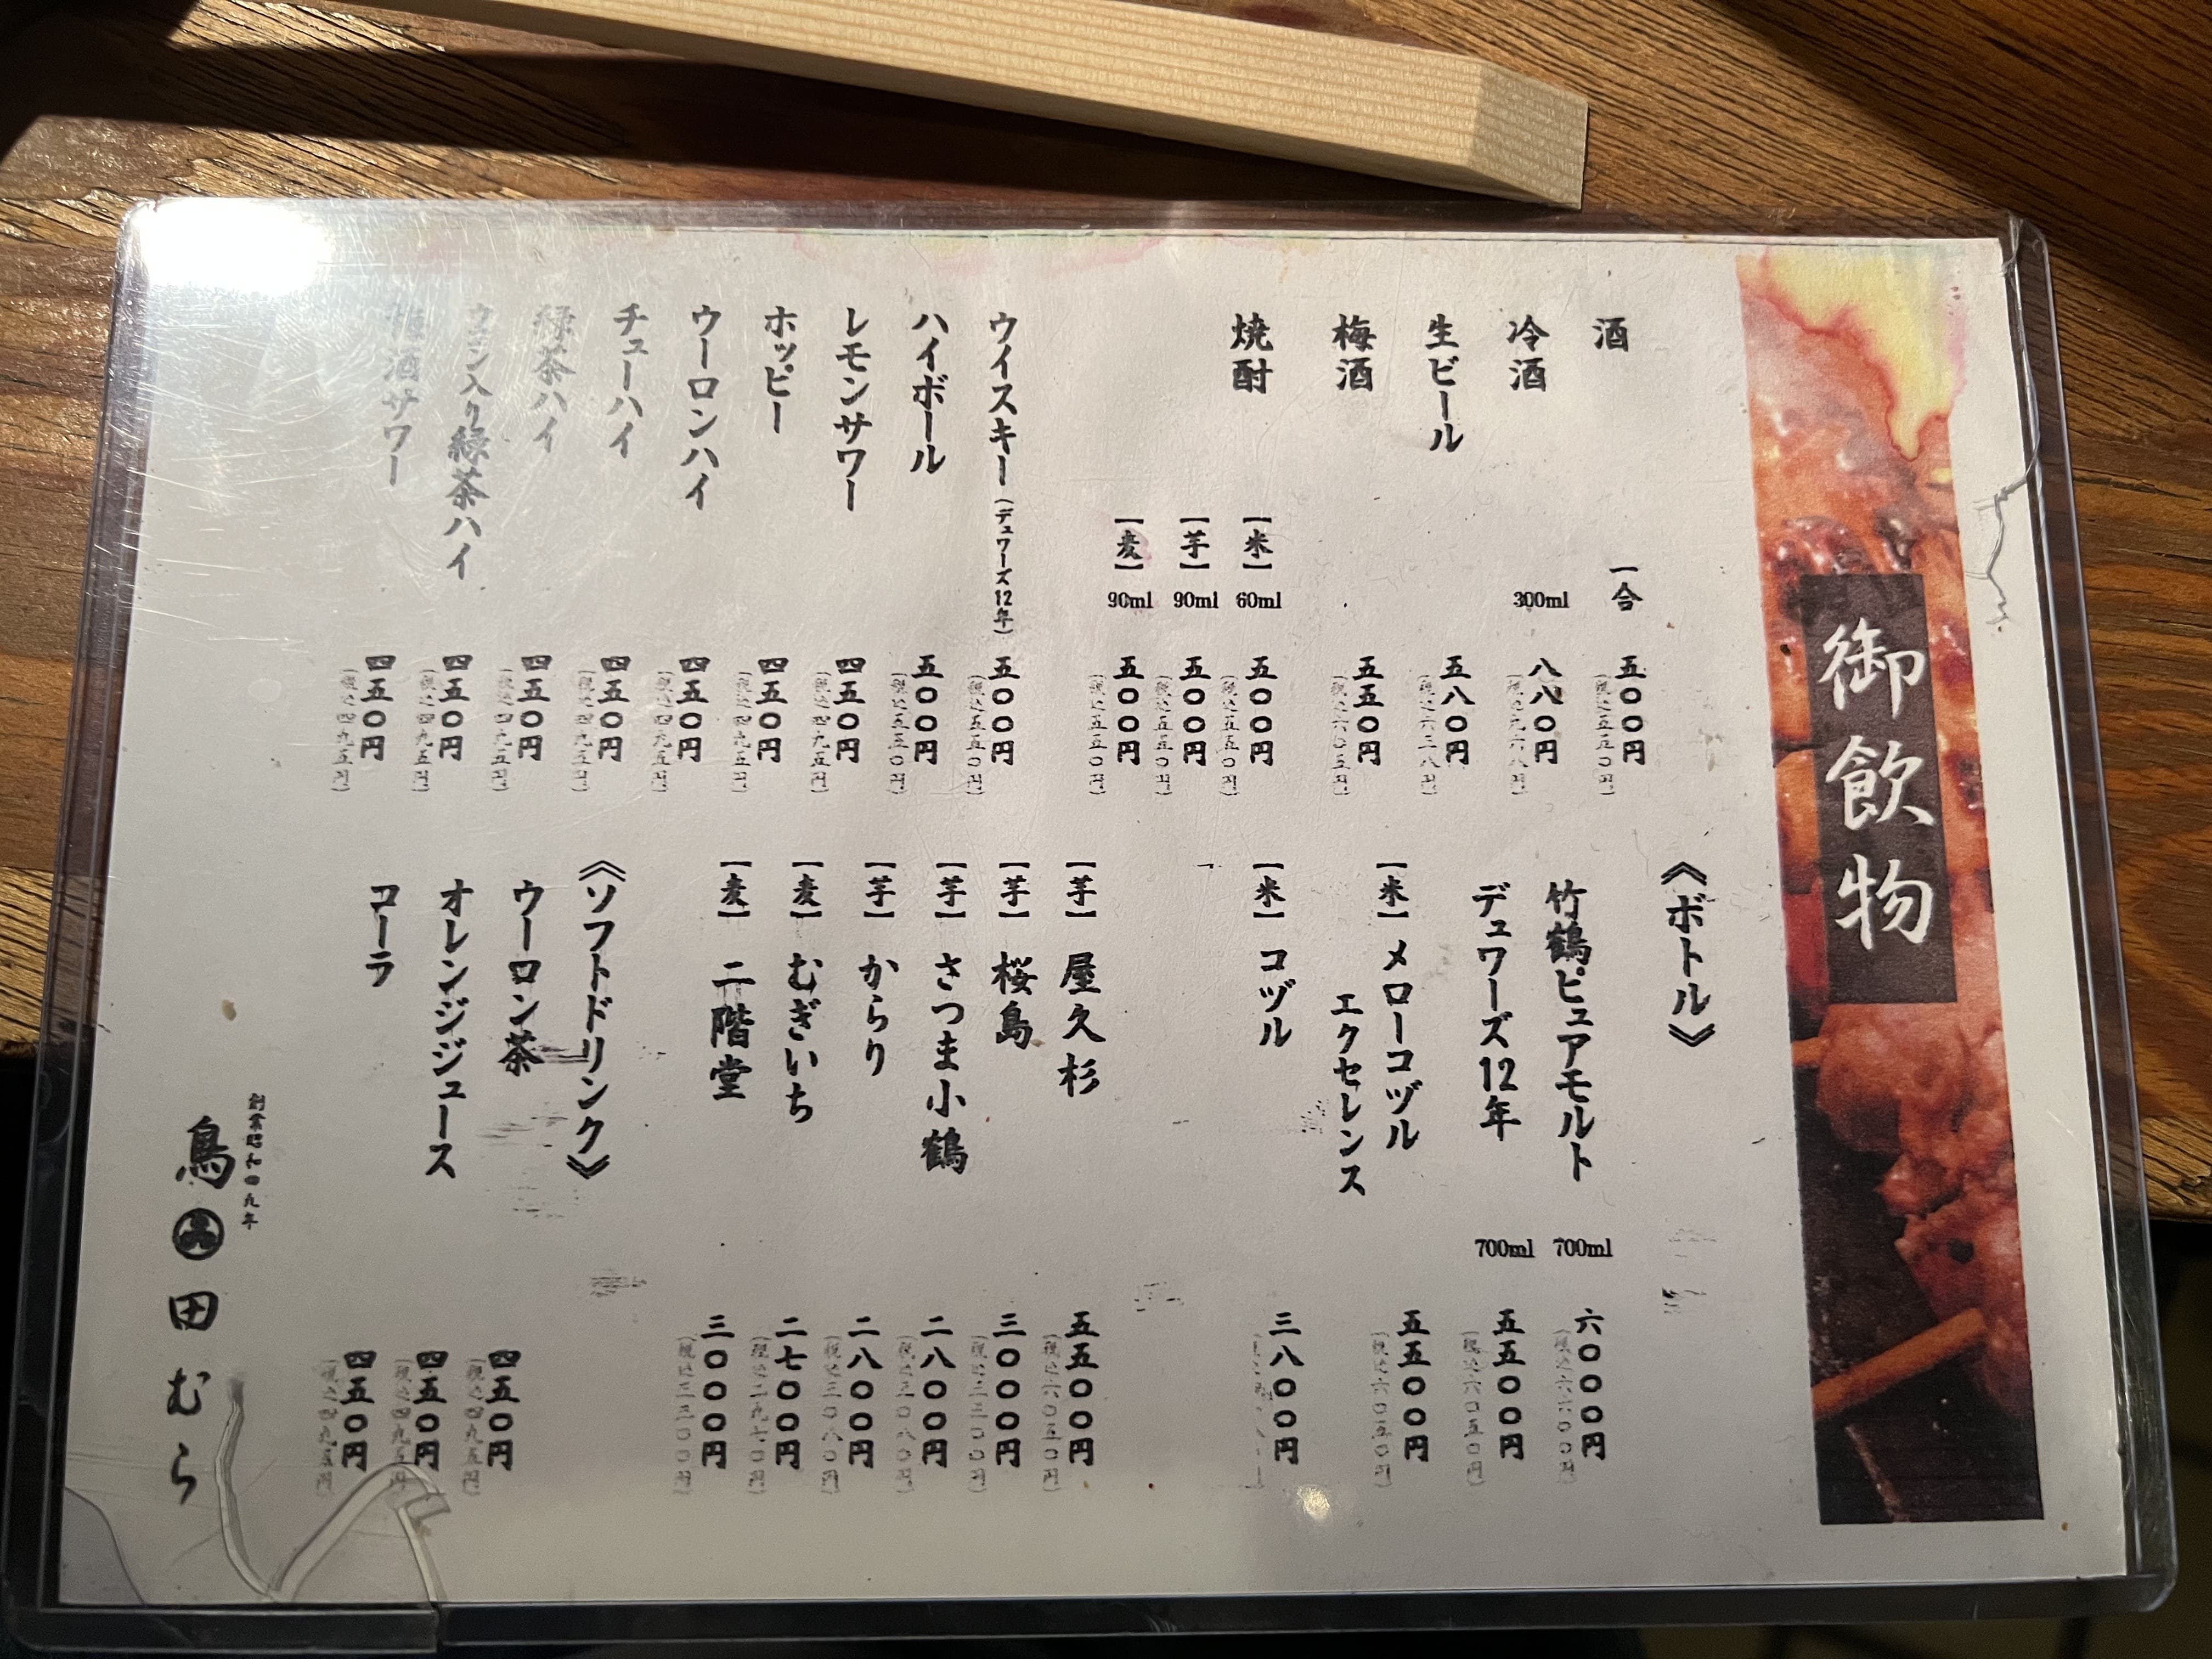 御飲物
酒 一合 五〇〇円
(税込五五〇円)
冷酒 300ml 八八〇円
(税込九六八円)
生ビール 五八〇円
(税込六三八円)
梅酒 五五〇円
(税込六〇五円)
焼酎 【米】 60ml 五〇〇円
(税込五五〇円)
【芋】 90ml 五〇〇円
(税込五五〇円)
【麦】 90ml 五〇〇円
(税込五五〇円)
ウイスキー(デュワーズ12年) 五〇〇円
(税込五五〇円)
ハイボール 五〇〇円
(税込五五〇円)
レモンサワー 四五〇円
(税込四九五円)
ホッピー 四五〇円
(税込四九五円)
ウーロンハイ 四五〇円
(税込四九五円)
チューハイ 四五〇円
(税込四九五円)
緑茶ハイ 四五〇円
(税込四九五円)
ウコン入り緑茶ハイ 四五〇円
(税込四九五円)
梅酒サワー 四五〇円
(税込四九五円)
《ボトル》
竹鶴ピュアモルト 700ml 六〇〇〇円
(税込六六〇〇円)
デュワーズ12年 700ml 五五〇〇円
(税込六〇五〇円)
【米】 メローコヅル
エクセレンス 五五〇〇円
(税込六〇五〇円)
【米】 コヅル 三八〇〇円
【芋】 屋久杉 五五〇〇円
(税込六〇五〇円)
【芋】 桜島 三〇〇〇円
(税込三三〇〇円)
【芋】 さつま小鶴 二八〇〇円
(税込三〇八〇円)
【芋】 からり 二八〇〇円
(税込三〇八〇円)
【麦】 むぎいち 二七〇〇円
(税込二九七〇円)
【麦】 二階堂 三〇〇〇円
(税込三三〇〇円)
《ソフトドリンク》
ウーロン茶 四五〇円
(税込四九五円)
オレンジジュース 四五〇円
(税込四九五円)
コーラ 四五〇円
(税込四九五円)
創業昭和四九年
鳥田むら